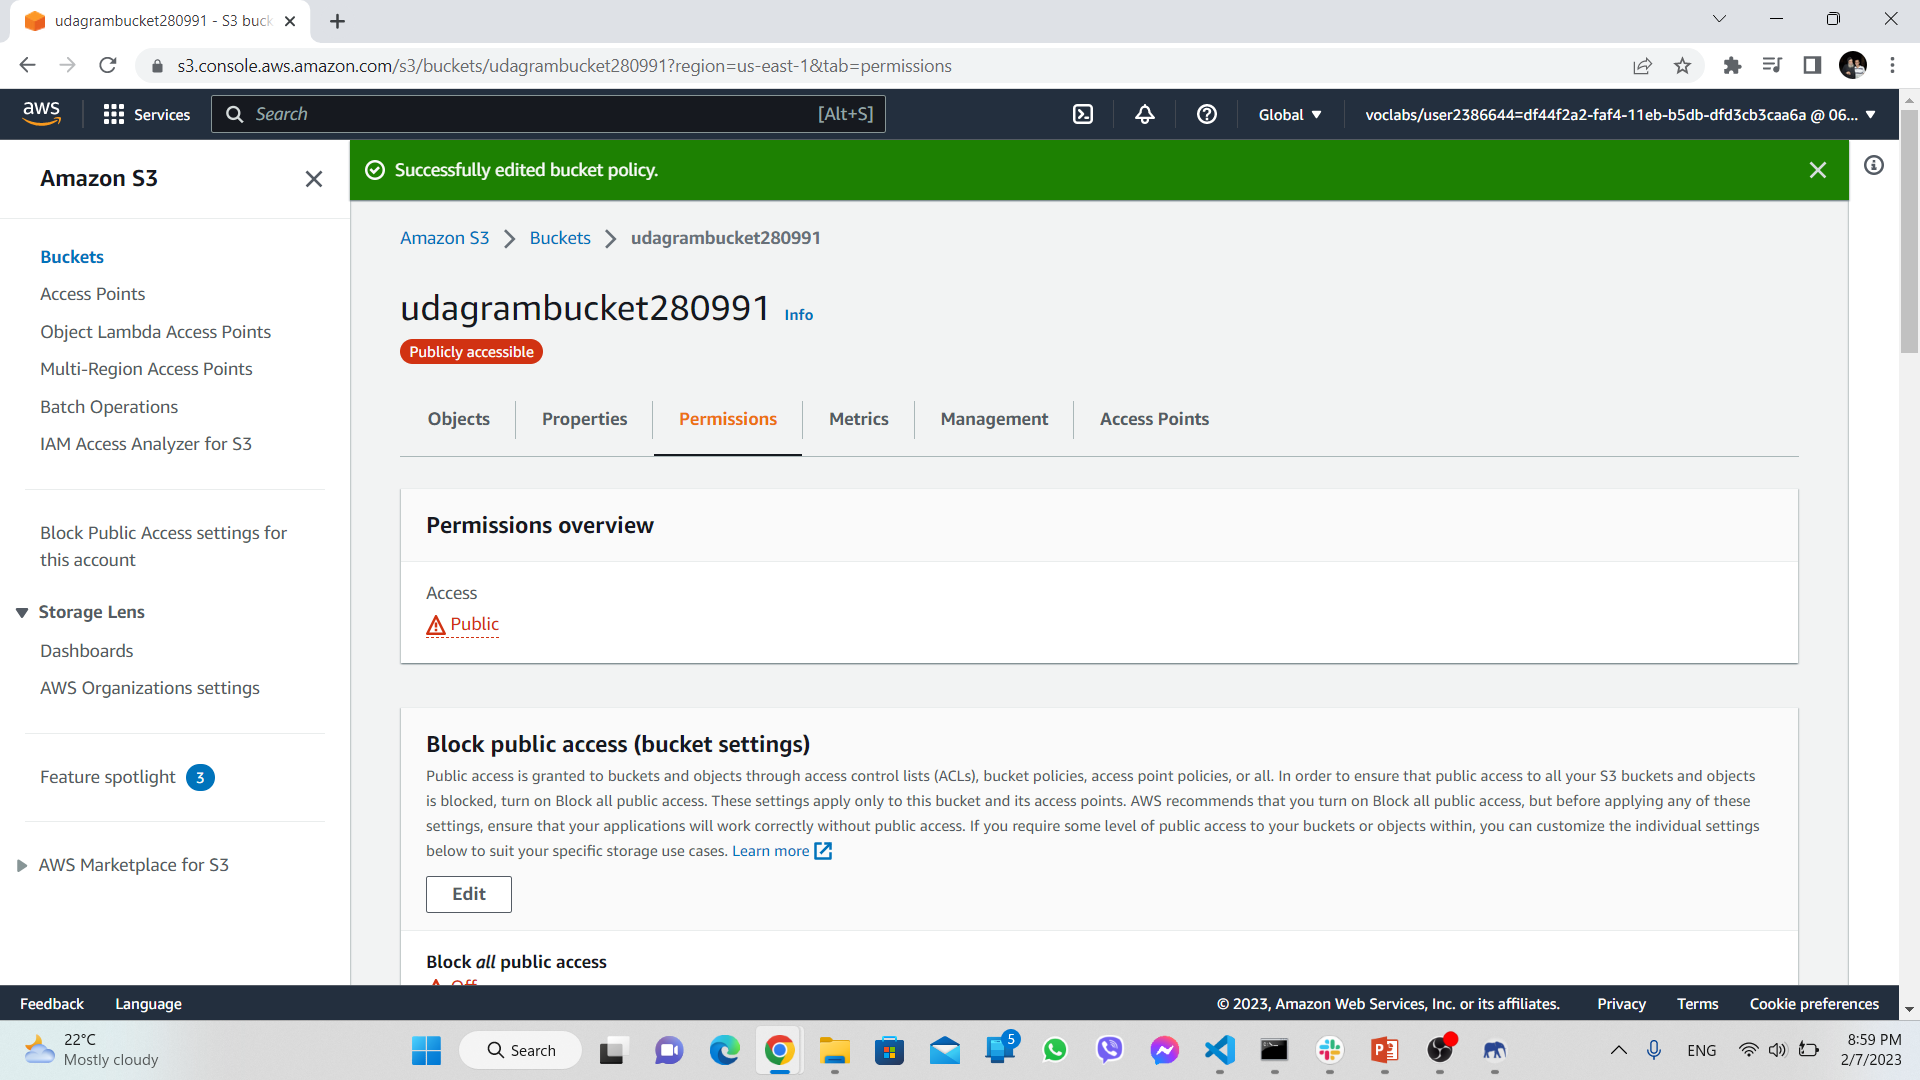 udagrambucket280991 - S3 buck
s3.console.aws.amazon.com/s3/buckets/udagrambucket280991?region=us-east-1&tab=permissions
aws
Services
Search
[Alt+S]
Global
voclabs/user2386644=df44f2a2-faf4-11eb-b5db-dfd3cb3caa6a @ 06...
Amazon S3
Buckets
Access Points
Object Lambda Access Points
Multi-Region Access Points
Batch Operations
IAM Access Analyzer for S3
Block Public Access settings for
this account
Storage Lens
Dashboards
AWS Organizations settings
Feature spotlight 3
AWS Marketplace for S3
Successfully edited bucket policy.
Amazon S3 > Buckets > udagrambucket280991
udagrambucket280991 Info
Publicly accessible
Objects
Properties
Permissions
Metrics
Management
Access Points
Permissions overview
Access
Public
Block public access (bucket settings)
Public access is granted to buckets and objects through access control lists (ACLs), bucket policies, access point policies, or all. In order to ensure that public access to all your S3 buckets and objects
is blocked, turn on Block all public access. These settings apply only to this bucket and its access points. AWS recommends that you turn on Block all public access, but before applying any of these
settings, ensure that your applications will work correctly without public access. If you require some level of public access to your buckets or objects within, you can customize the individual settings
below to suit your specific storage use cases. Learn more
Edit
Block all public access
Off
Feedback
Language
© 2023, Amazon Web Services, Inc. or its affiliates.
Privacy
Terms
Cookie preferences
22°C
Mostly cloudy
Search
5
ENG
8:59 PM
2/7/2023